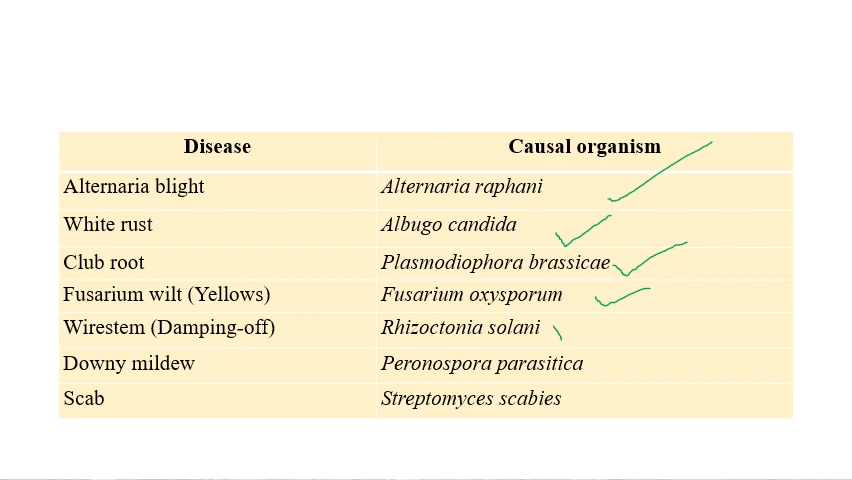 Disease Causal organism
Alternaria blight Alternaria raphani
White rust Albugo candida
Club root Plasmodiophora brassicae
Fusarium wilt (Yellows) Fusarium oxysporum
Wirestem (Damping-off) Rhizoctonia solani
Downy mildew Peronospora parasitica
Scab Streptomyces scabies